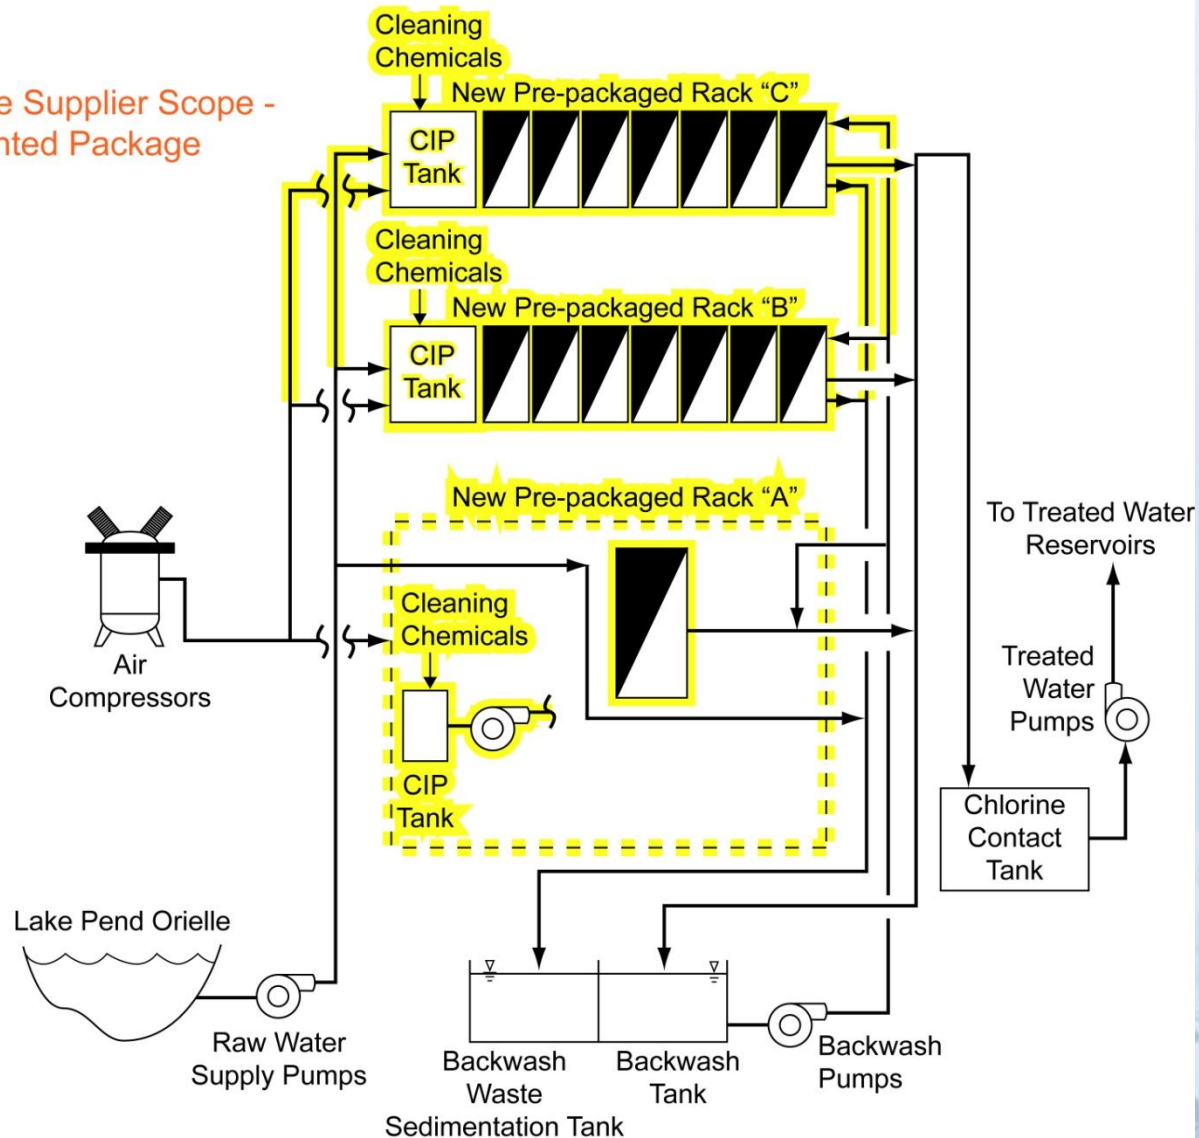 Cleaning
Chemicals
e Supplier Scope -
nted Package
New Pre-packaged Rack “C”
CIP
Tank
Cleaning
Chemicals
New Pre-packaged Rack “B”
CIP
Tank
New Pre-packaged Rack “A”
To Treated Water
Reservoirs
Cleaning
Chemicals
Air
Compressors
Treated
Water
Pumps
CIP
Tank
Chlorine
Contact
Tank
Lake Pend Orielle
Raw Water
Supply Pumps
Backwash
Waste
Sedimentation Tank
Backwash
Tank
Backwash
Pumps